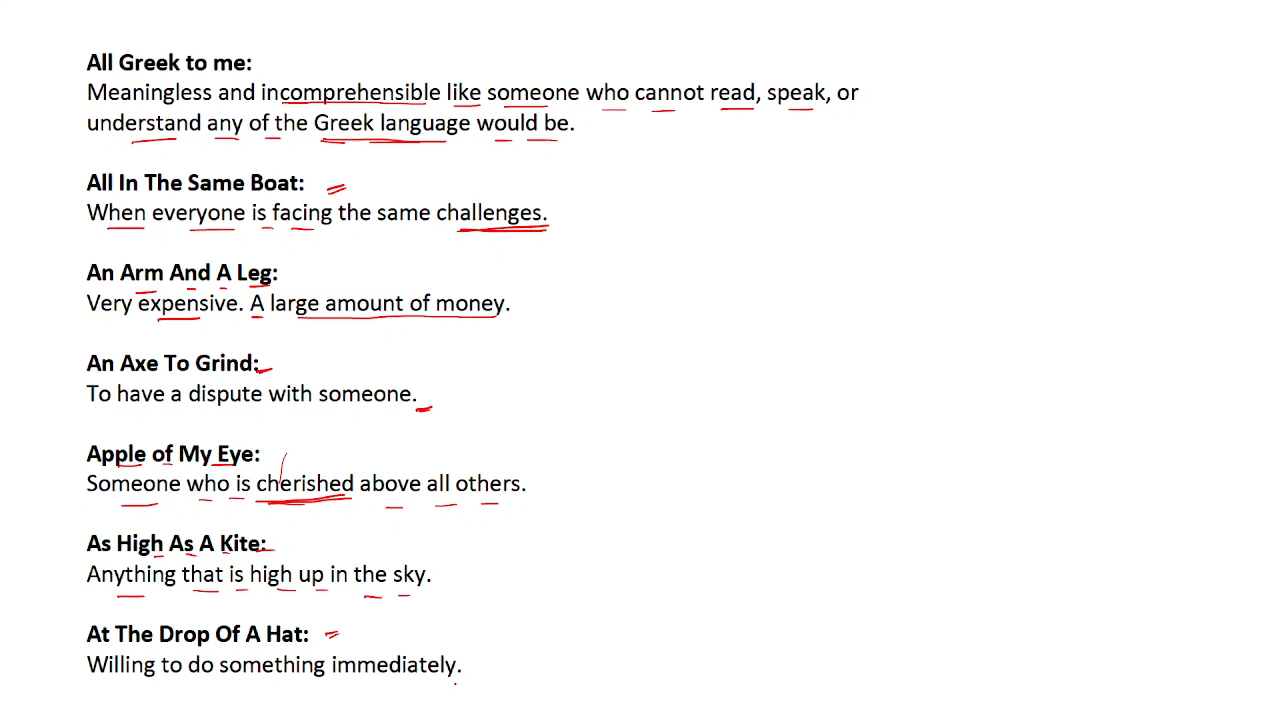 All Greek to me:
Meaningless and incomprehensible like someone who cannot read, speak, or
understand any of the Greek language would be.
All In The Same Boat:
When everyone is facing the same challenges.
An Arm And A Leg:
Very expensive. A large amount of money.
An Axe To Grind:
To have a dispute with someone.
Apple of My Eye:
Someone who is cherished above all others.
As High As A Kite:
Anything that is high up in the sky.
At The Drop Of A Hat:
Willing to do something immediately.